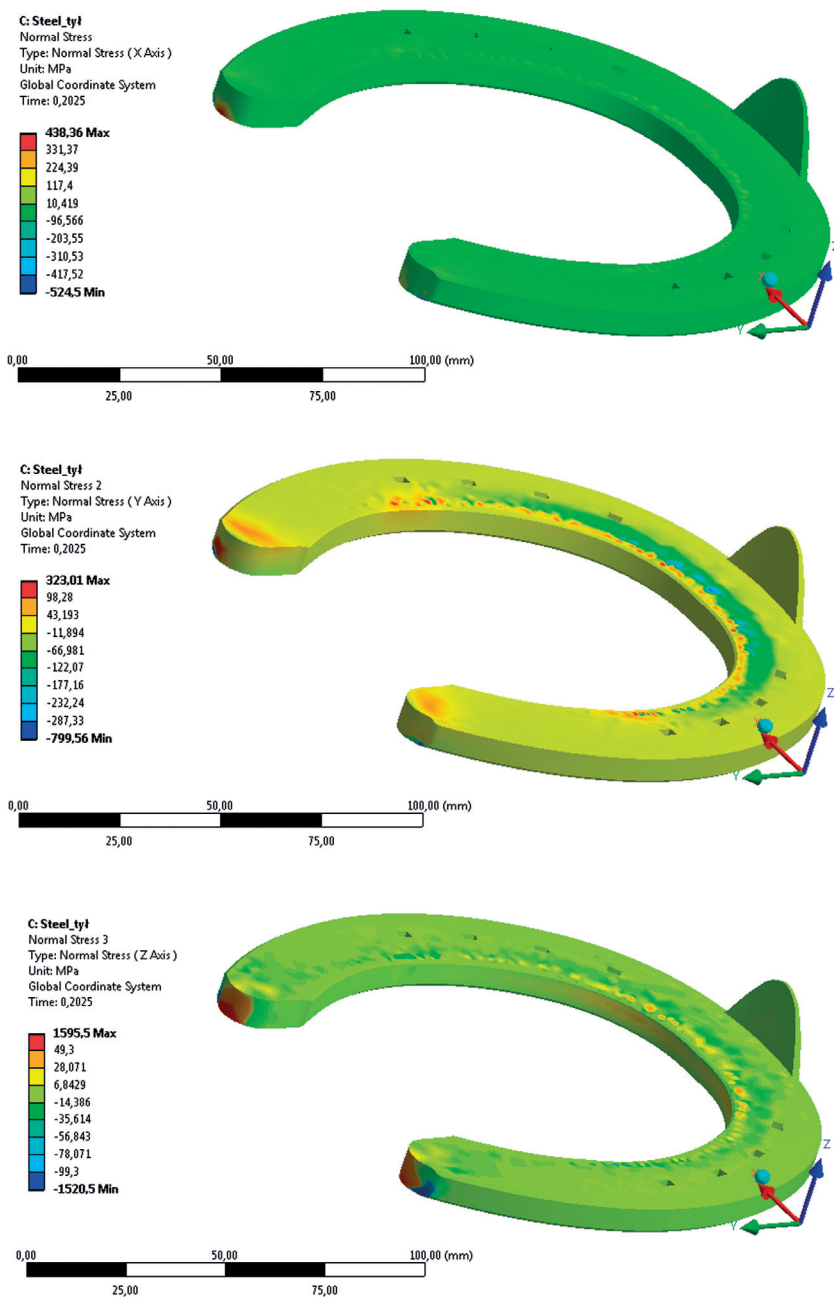 C: Steel_tył
Normal Stress
Type: Normal Stress ( X Axis )
Unit: MPa
Global Coordinate System
Time: 0,2025
438,36 Max
331,37
224,39
117,4
10,419
-96,566
-203,55
-310,53
-417,52
-524,5 Min
Z
X
Y
0,00 50,00 100,00 (mm)
25,00 75,00
C: Steel_tył
Normal Stress 2
Type: Normal Stress ( Y Axis )
Unit: MPa
Global Coordinate System
Time: 0,2025
323,01 Max
98,28
43,193
-11,894
-66,981
-122,07
-177,16
-232,24
-287,33
-799,56 Min
Z
X
Y
0,00 50,00 100,00 (mm)
25,00 75,00
C: Steel_tył
Normal Stress 3
Type: Normal Stress ( Z Axis )
Unit: MPa
Global Coordinate System
Time: 0,2025
1595,5 Max
49,3
28,071
6,8429
-14,386
-35,614
-56,843
-78,071
-99,3
-1520,5 Min
Z
X
Y
0,00 50,00 100,00 (mm)
25,00 75,00